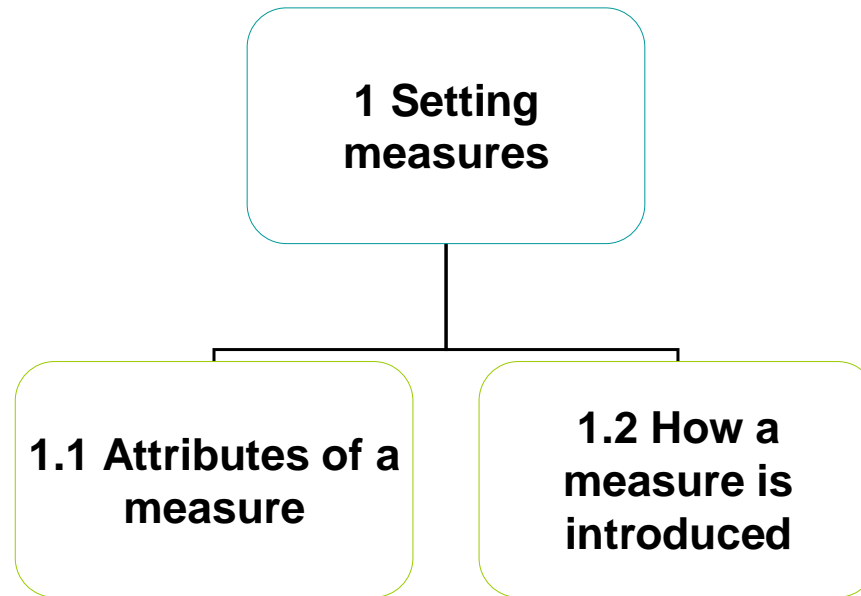 1 Setting
measures
1.1 Attributes of a
measure
1.2 How a
measure is
introduced